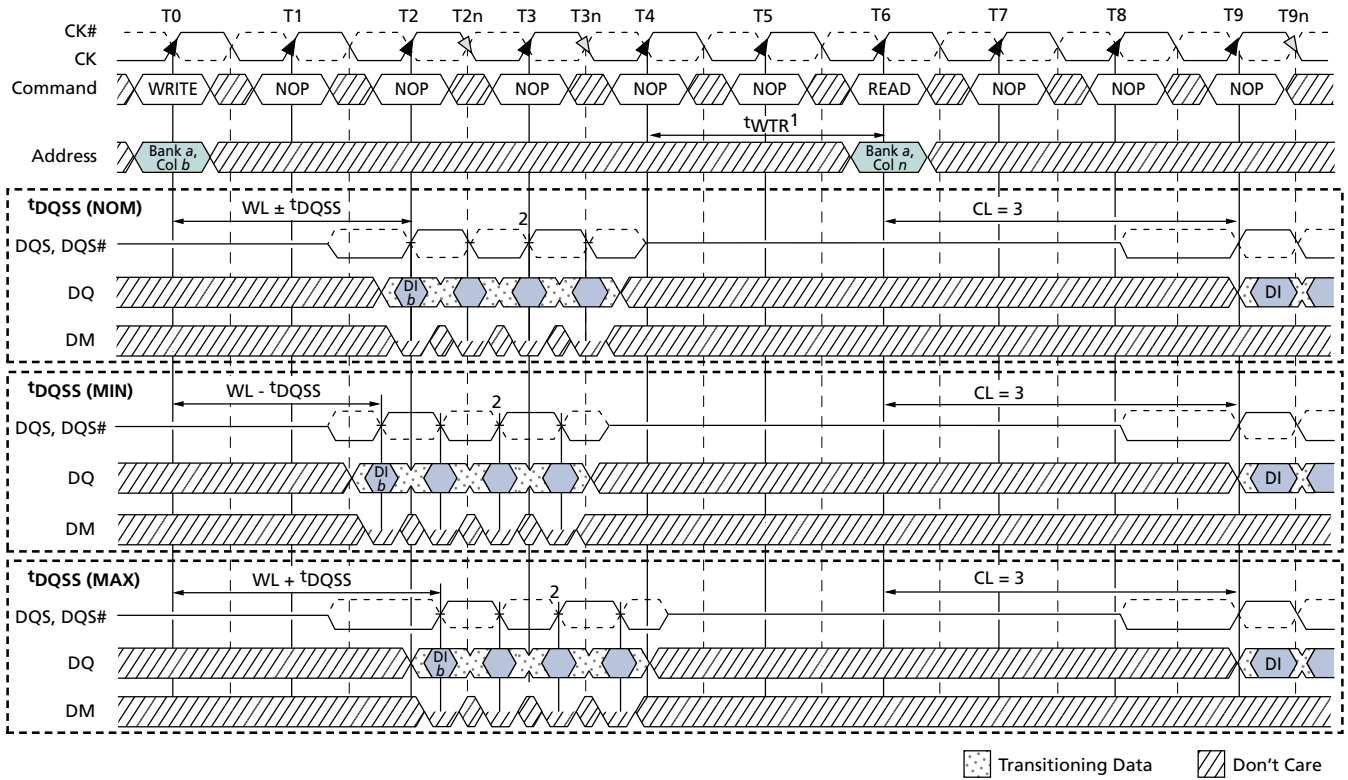 T0 T1 T2 T2n T3 T3n T4 T5 T6 T7 T8 T9 T9n
CK#
CK
Command WRITE NOP NOP NOP NOP NOP READ NOP NOP NOP
tWTR1
Address Bank a, Col b Bank a, Col n
tDQSS (NOM) WL ± tDQSS 2 CL = 3
DQS, DQS#
DQ DI b DI
DM
tDQSS (MIN) WL - tDQSS 2 CL = 3
DQS, DQS#
DQ DI b DI
DM
tDQSS (MAX) WL + tDQSS 2 CL = 3
DQS, DQS#
DQ DI b DI
DM
Transitioning Data Don't Care